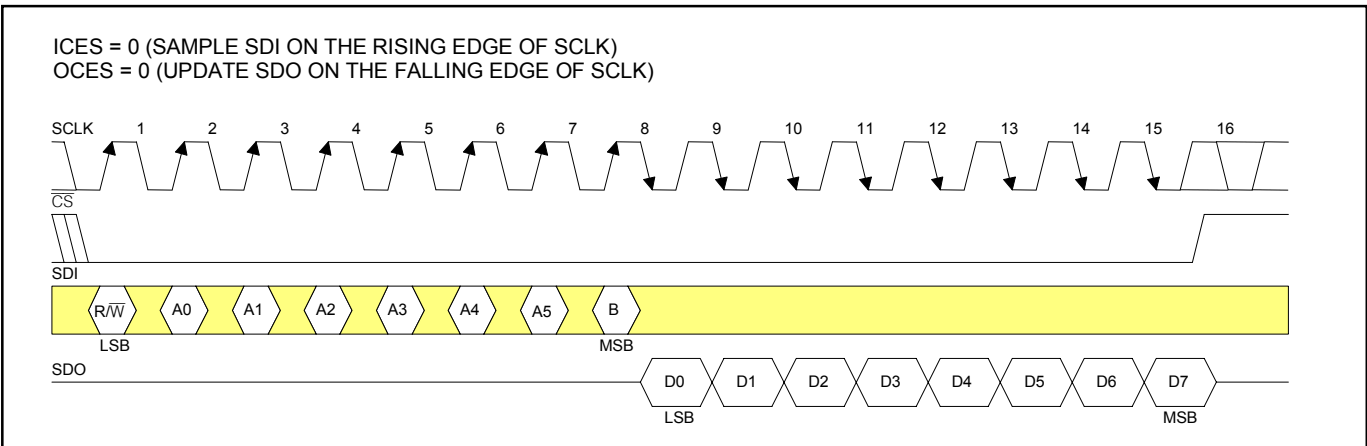 ICES = 0 (SAMPLE SDI ON THE RISING EDGE OF SCLK)
OCES = 0 (UPDATE SDO ON THE FALLING EDGE OF SCLK)
SCLK 1 2 3 4 5 6 7 8 9 10 11 12 13 14 15 16
C̅S̅
SDI
R/W̅ A0 A1 A2 A3 A4 A5 B
LSB MSB
SDO
D0 D1 D2 D3 D4 D5 D6 D7
LSB MSB